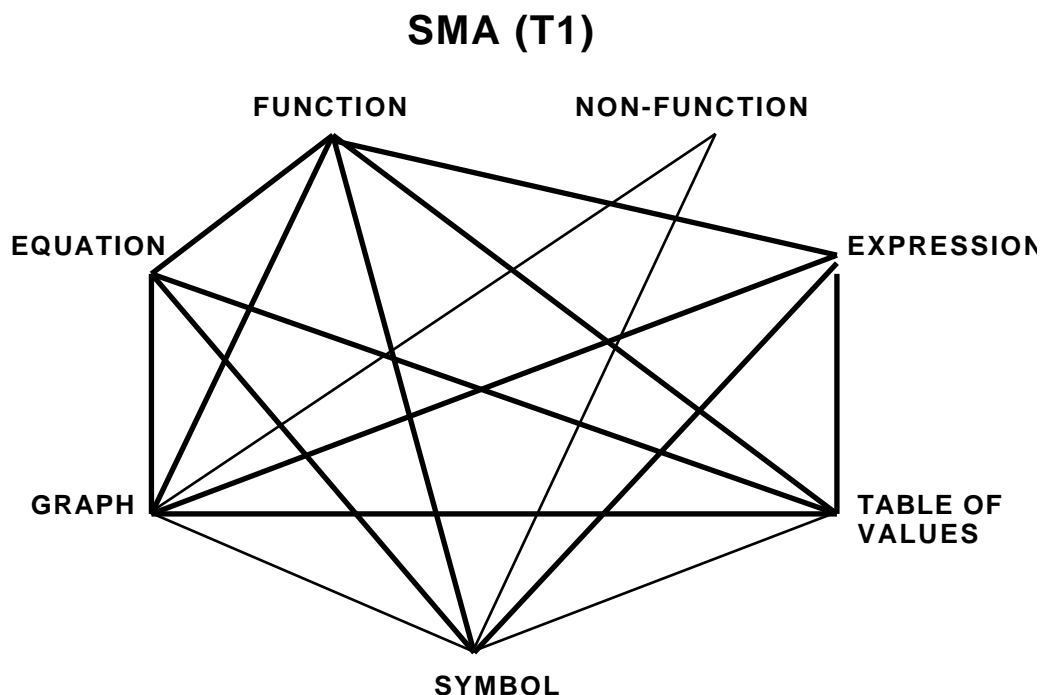 SMA (T1)
FUNCTION
NON-FUNCTION
EQUATION
EXPRESSION
GRAPH
TABLE OF
VALUES
SYMBOL